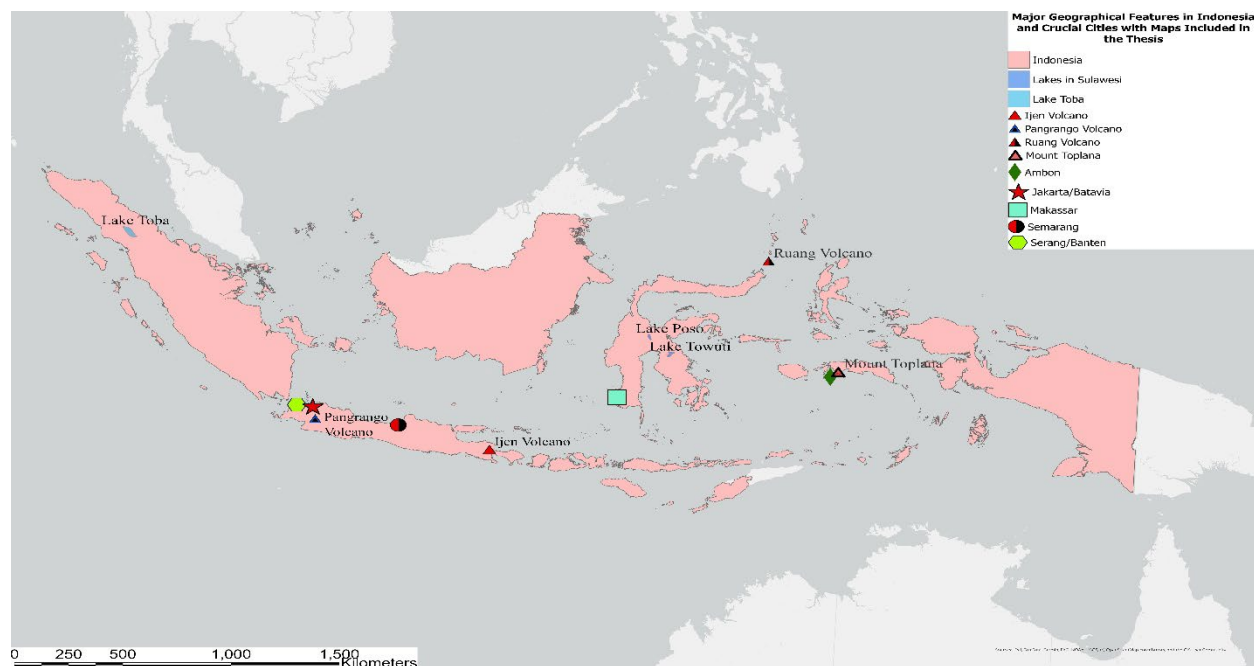 Major Geographical Features in Indonesia
and Crucial Cities with Maps Included in
the Thesis
Indonesia
Lakes in Sulawesi
Lake Toba
Ijen Volcano
Pangrango Volcano
Ruang Volcano
Mount Toplana
Ambon
Jakarta/Batavia
Makassar
Semarang
Serang/Banten
Lake Toba
Ruang Volcano
Lake Poso
Lake Towuti
Mount Toplana
Pangrango
Volcano
Ijen Volcano
0 250 500 1,000 1,500
Kilometers